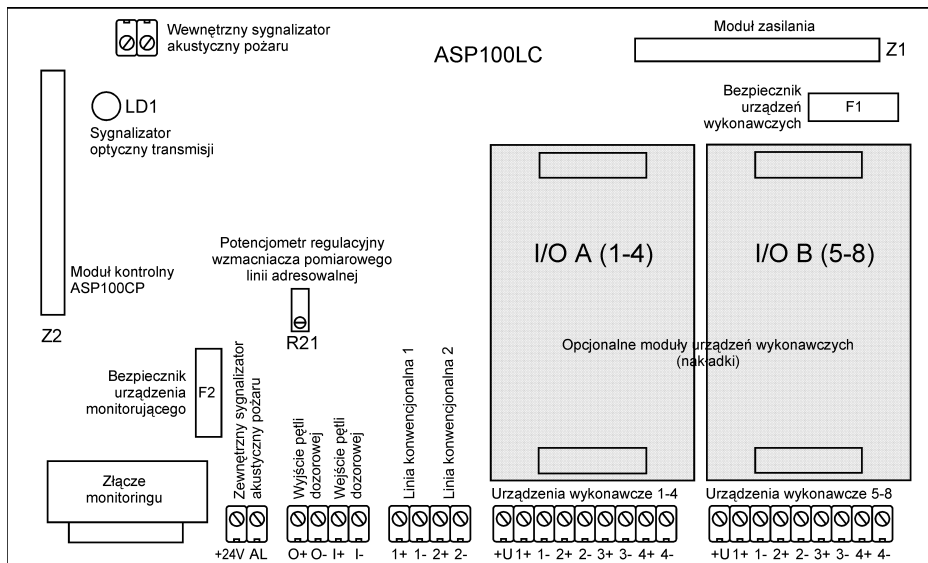 Wewnętrzny sygnalizator
akustyczny pożaru
ASP100LC
Moduł zasilania
Z1
LD1
Sygnalizator
optyczny transmisji
Bezpiecznik
urządzeń
wykonawczych
F1
Potencjometr regulacyjny
wzmacniacza pomiarowego
linii adresowalnej
R21
Moduł kontrolny
ASP100CP
Z2
I/O A (1-4)
I/O B (5-8)
Opcjonalne moduły urządzeń wykonawczych
(nakładki)
Bezpiecznik
urządzenia
monitorującego
F2
Zewnętrzny sygnalizator
akustyczny pożaru
Wyjście pętli
dozorowej
Wejście pętli
dozorowej
Linia konwencjonalna 1
Linia konwencjonalna 2
Złącze
monitoringu
Urządzenia wykonawcze 1-4
Urządzenia wykonawcze 5-8
+24V AL
O+ O- I+ I-
1+ 1- 2+ 2-
+U 1+ 1- 2+ 2- 3+ 3- 4+ 4-
+U 1+ 1- 2+ 2- 3+ 3- 4+ 4-